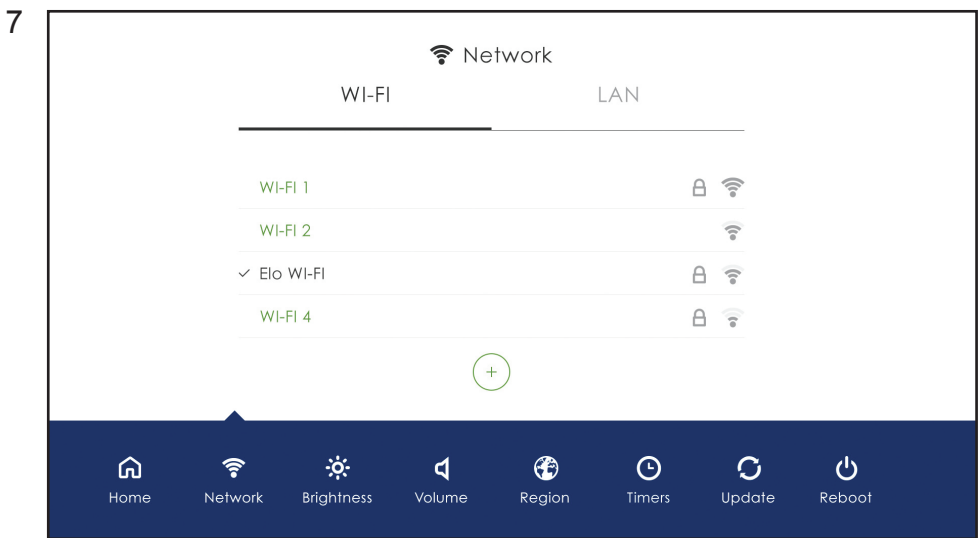 7
Network
WI-FI LAN
WI-FI 1
WI-FI 2
Elo WI-FI
WI-FI 4
+
Home Network Brightness Volume Region Timers Update Reboot